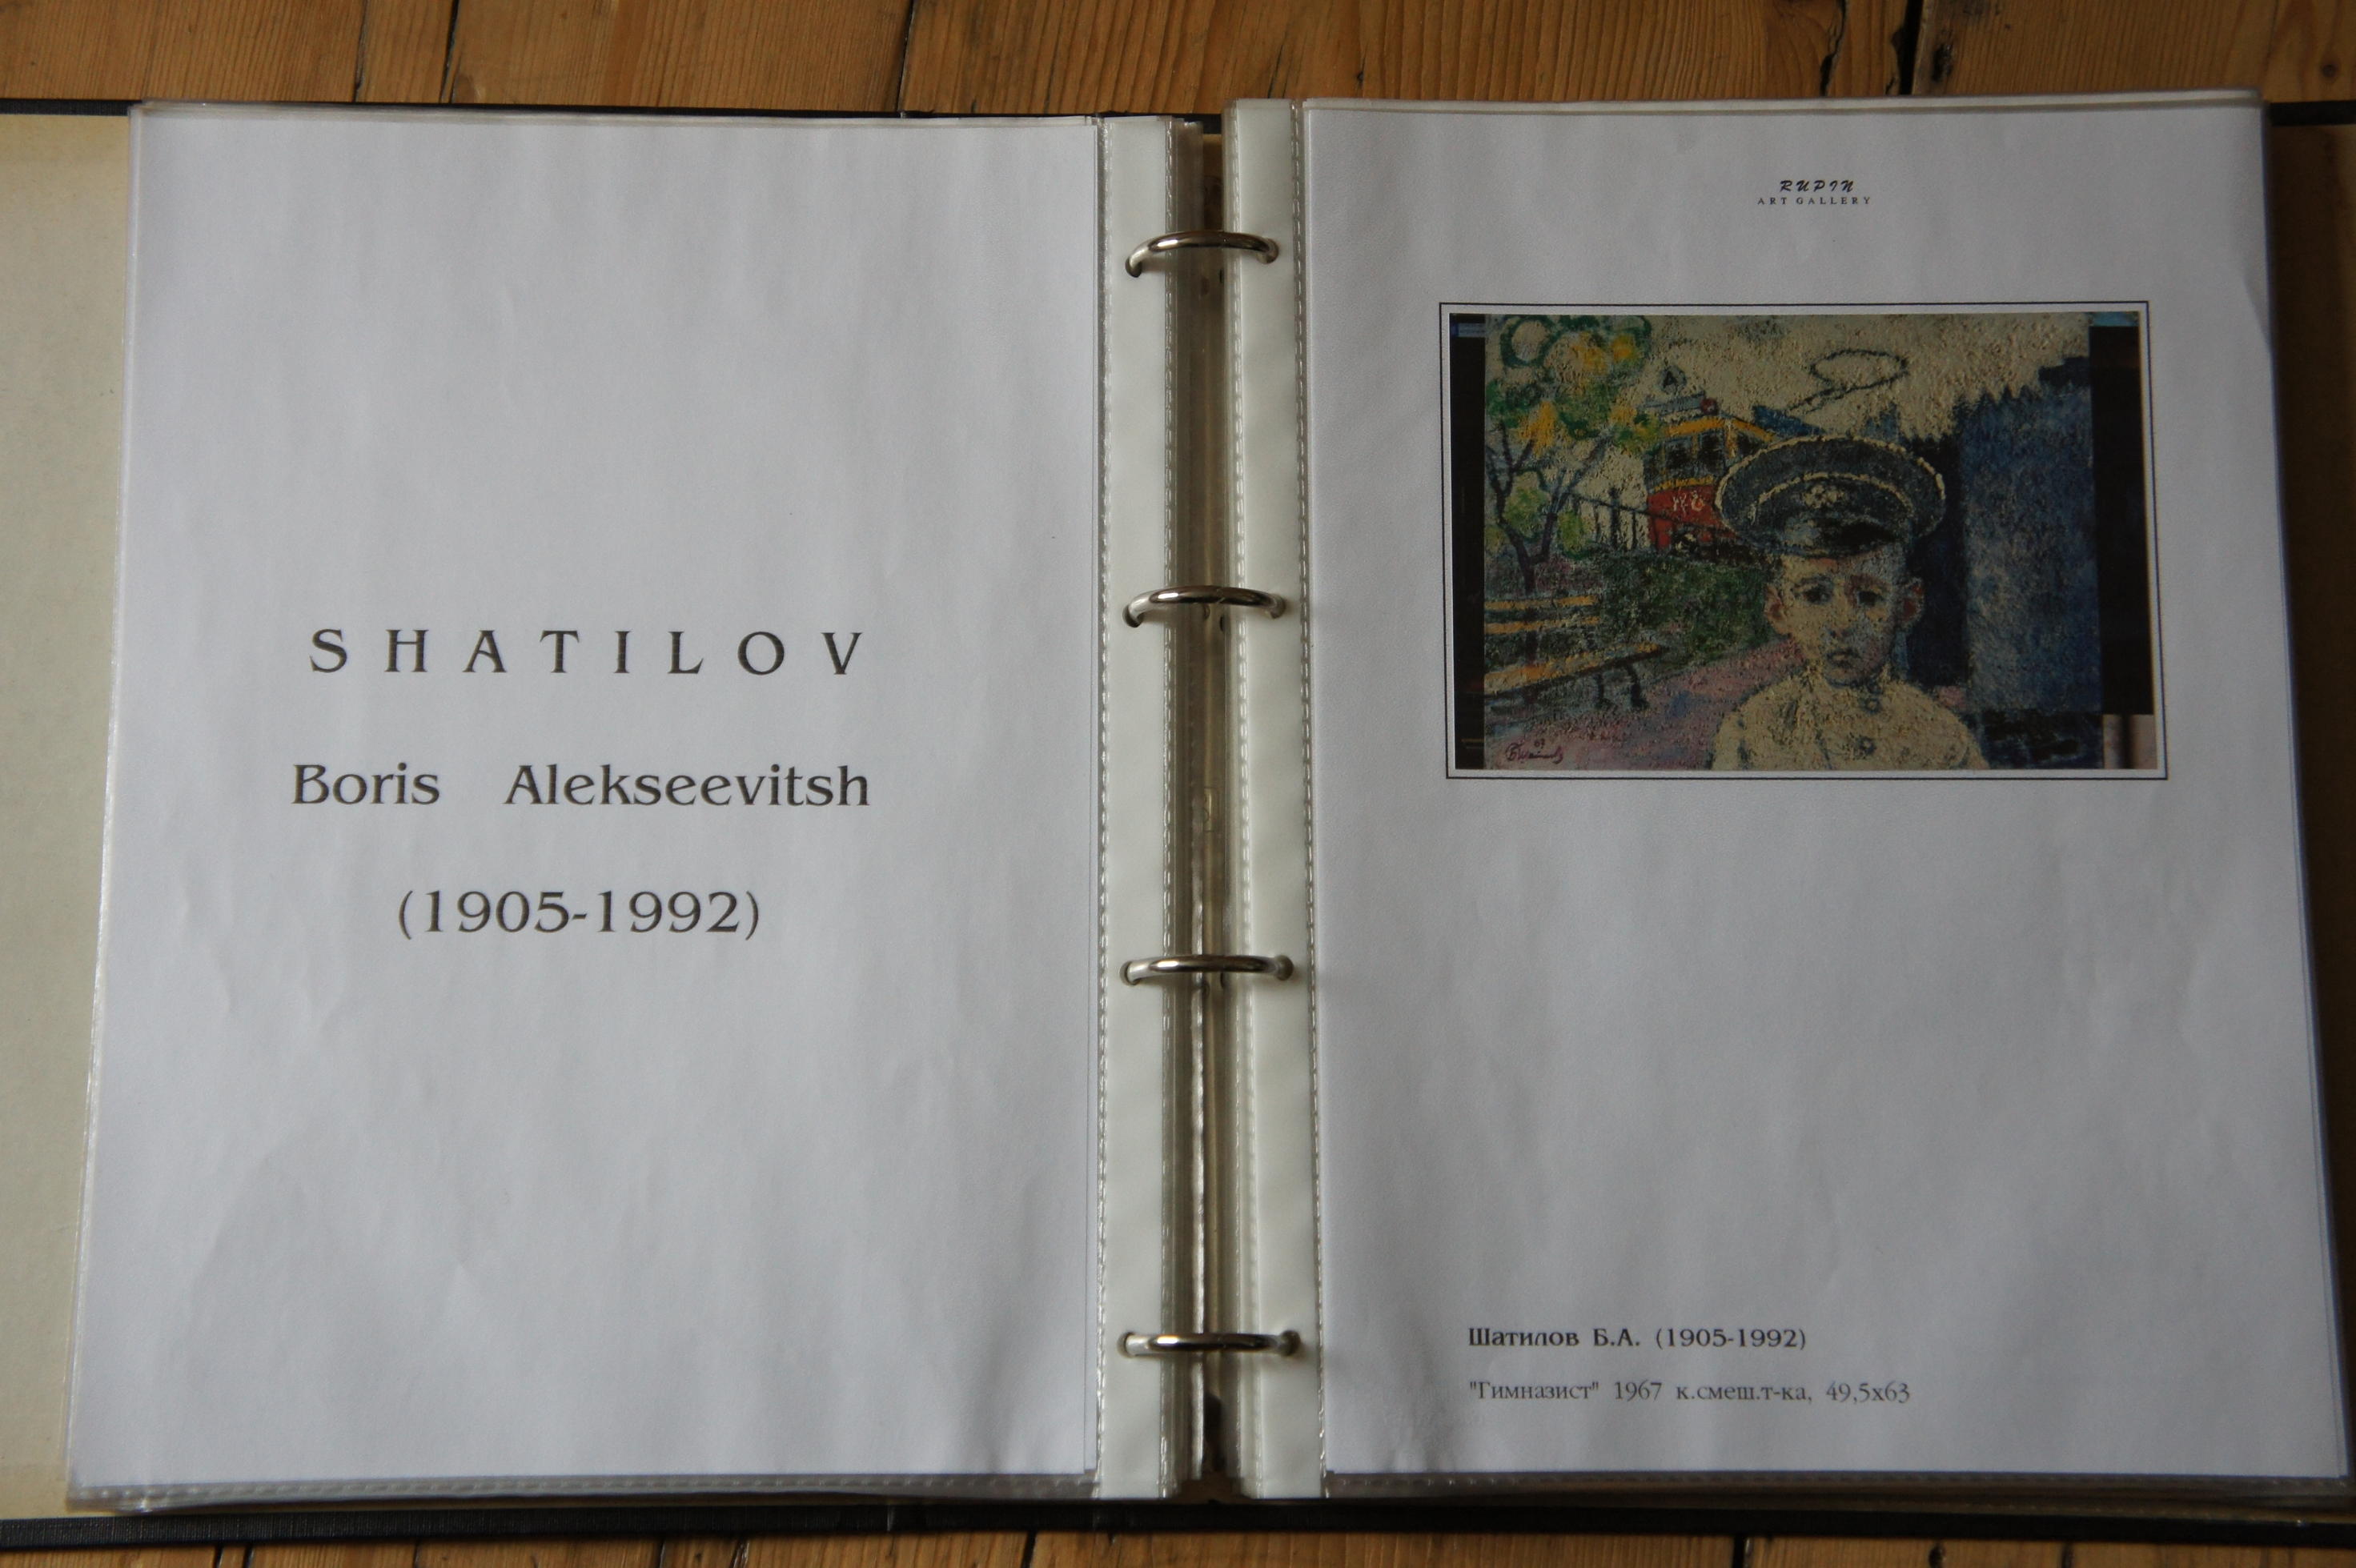 SHATILOV
Boris Alekseevitsh
(1905-1992)
RUPIN
ART GALLERY
Шатилов Б.А. (1905-1992)
"Гимназист" 1967 к.смеш.т-ка, 49,5х63